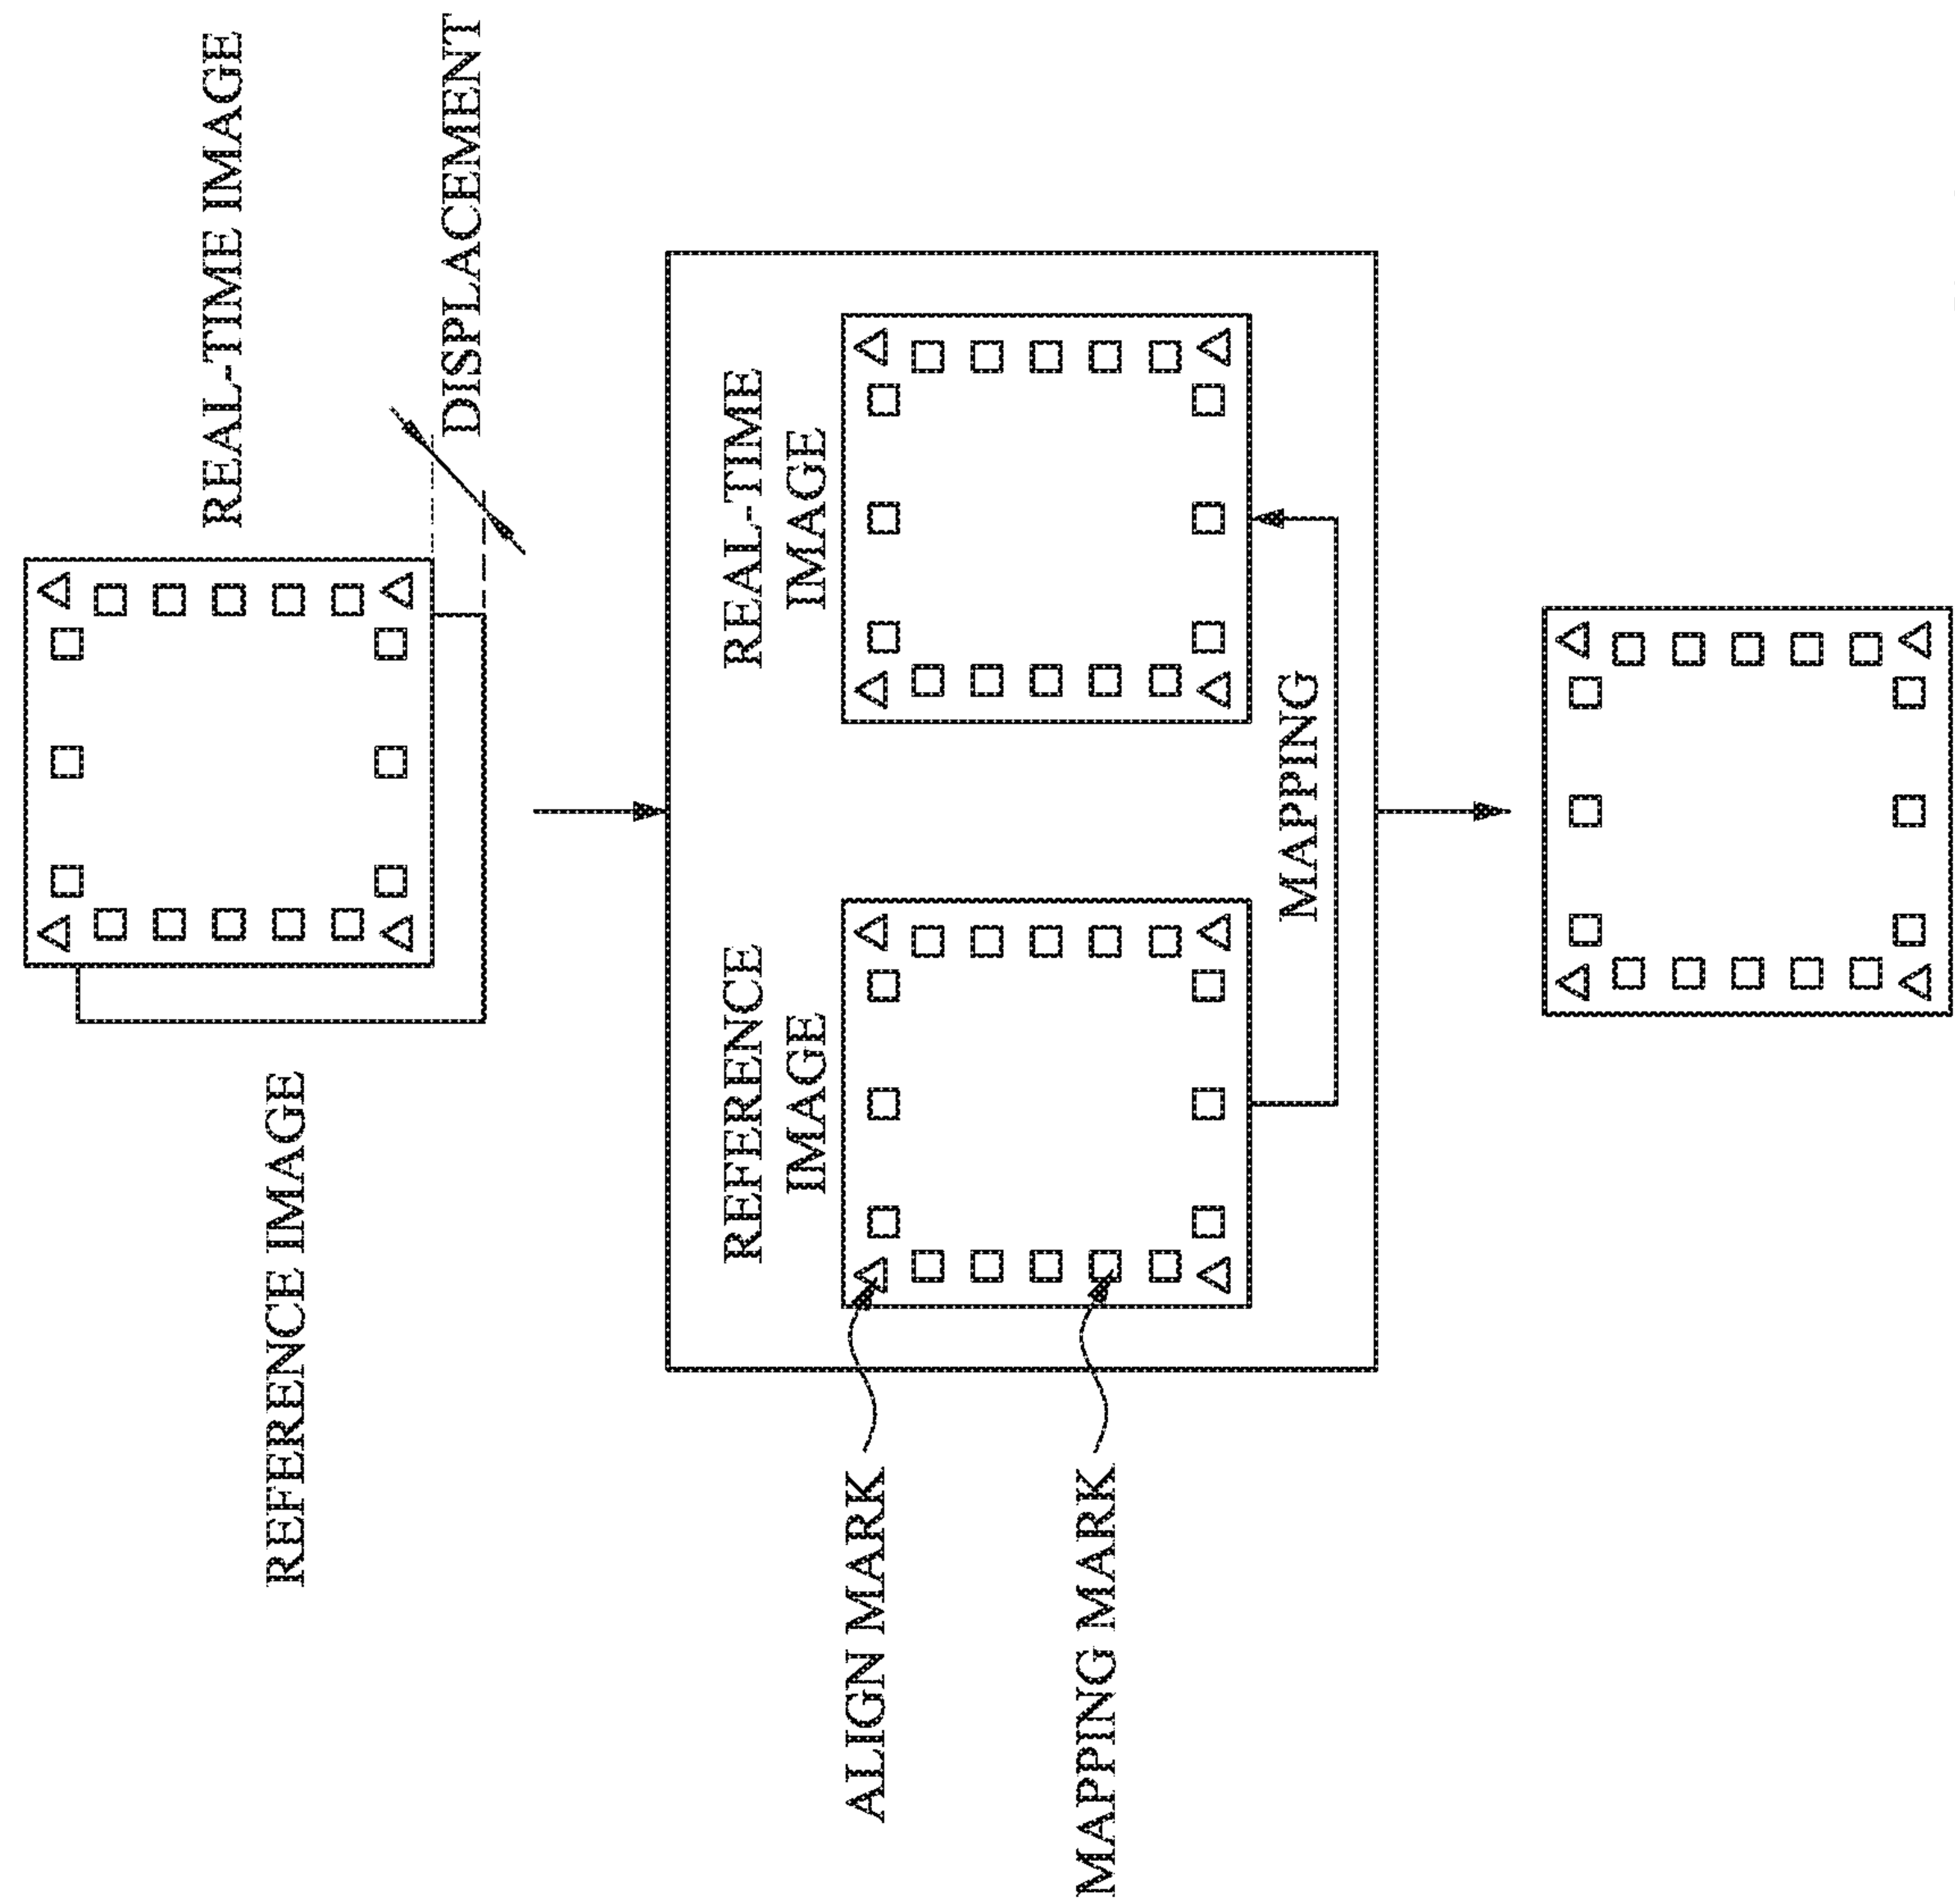 REAL-TIME IMAGE
DISPLACEMENT
REFERENCE IMAGE
REFERENCE
IMAGE
REAL-TIME
IMAGE
MAPPING
ALIGN MARK
MAPPING MARK